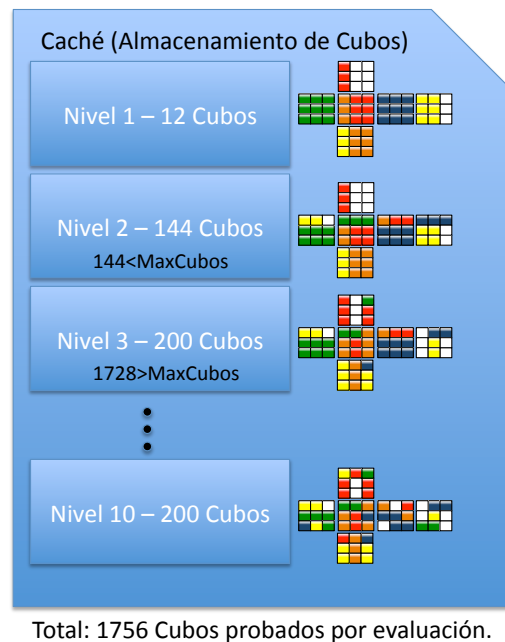 Caché (Almacenamiento de Cubos)
Nivel 1 – 12 Cubos
Nivel 2 – 144 Cubos
144<MaxCubos
Nivel 3 – 200 Cubos
1728>MaxCubos
Nivel 10 – 200 Cubos
Total: 1756 Cubos probados por evaluación.